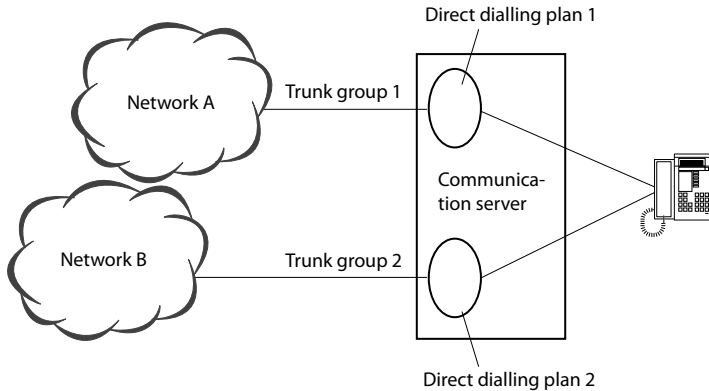 Direct dialling plan 1
Trunk group 1
Network A
Communica-
tion server
Network B
Trunk group 2
Direct dialling plan 2